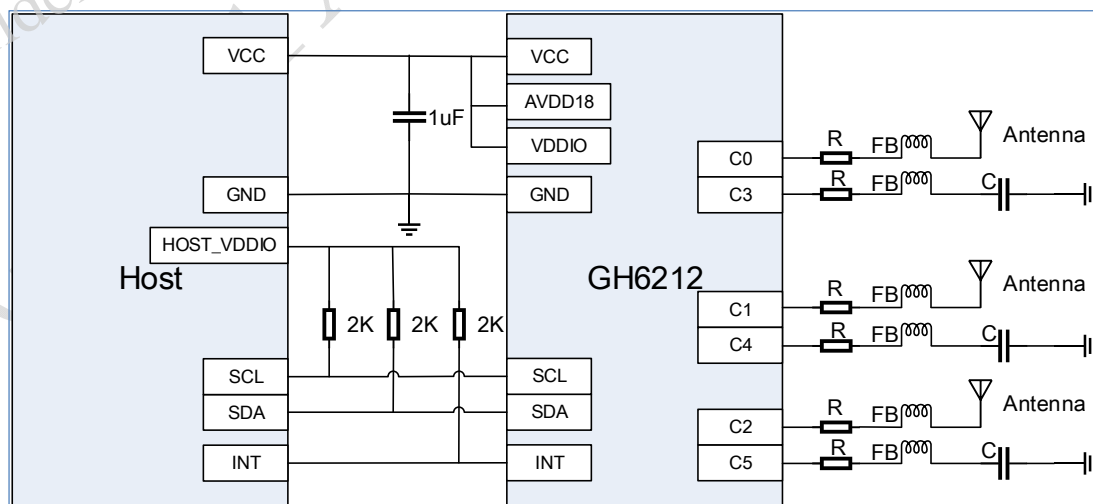 VCC
VCC
AVDD18
1uF
VDDIO
R
FB
Antenna
C0
R
FB
C
C3
GND
GND
HOST_VDDIO
Host
GH6212
R
FB
Antenna
C1
R
FB
C
C4
2K
2K
2K
SCL
SCL
R
FB
Antenna
SDA
SDA
C2
R
FB
C
C5
INT
INT